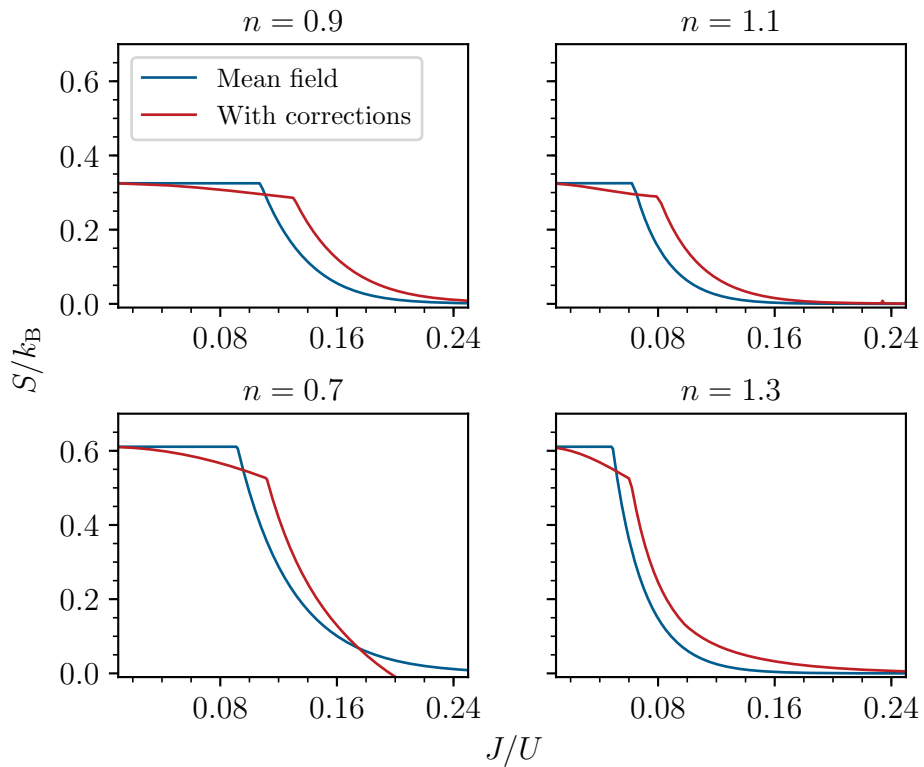 n = 0.9
n = 1.1
Mean field
With corrections
0.6
0.4
0.2
0.0
0.08
0.16
0.24
0.08
0.16
0.24
S/k_B
n = 0.7
n = 1.3
0.6
0.4
0.2
0.0
0.08
0.16
0.24
0.08
0.16
0.24
J/U